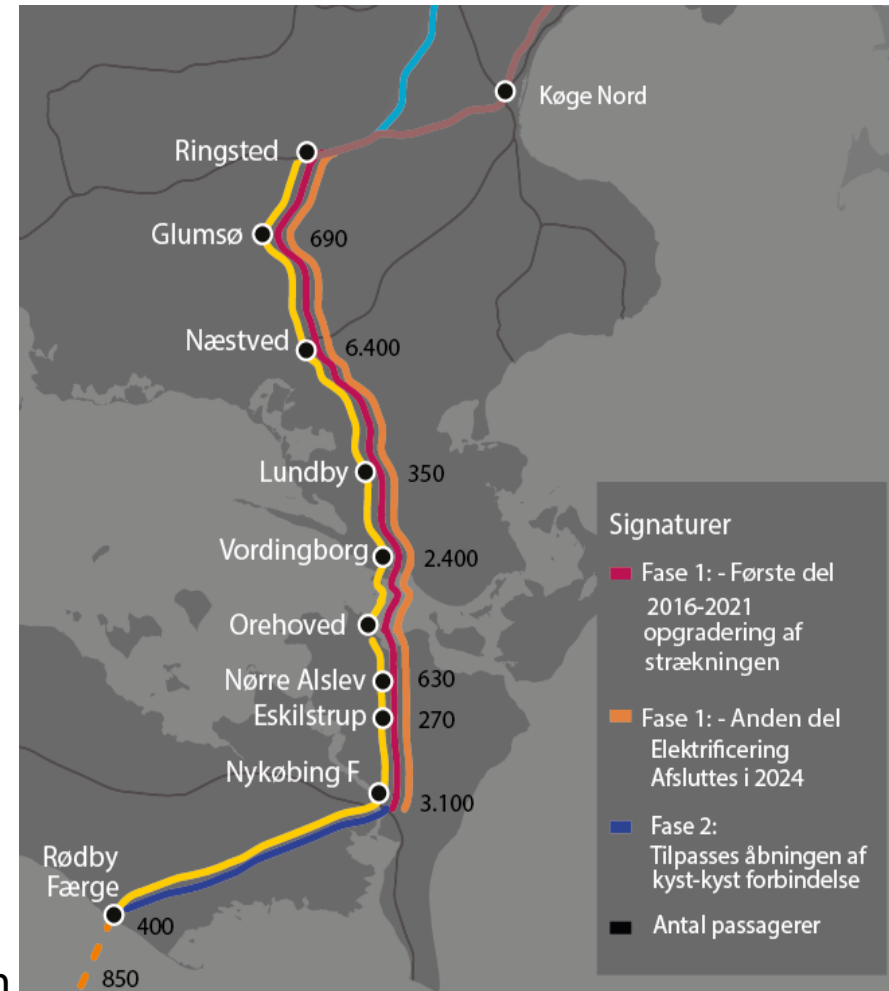 Køge Nord
Ringsted
Glumsø
690
Næstved
6.400
Lundby
350
Vordingborg
2.400
Orehoved
Nørre Alslev
630
Eskilstrup
270
Nykøbing F
3.100
Rødby
Færge
400
850
Signaturer
Fase 1: - Første del
2016-2021
opgradering af
strækningen
Fase 1: - Anden del
Elektrificering
Afsluttes i 2024
Fase 2:
Tilpasses åbningen af
kyst-kyst forbindelse
Antal passagerer